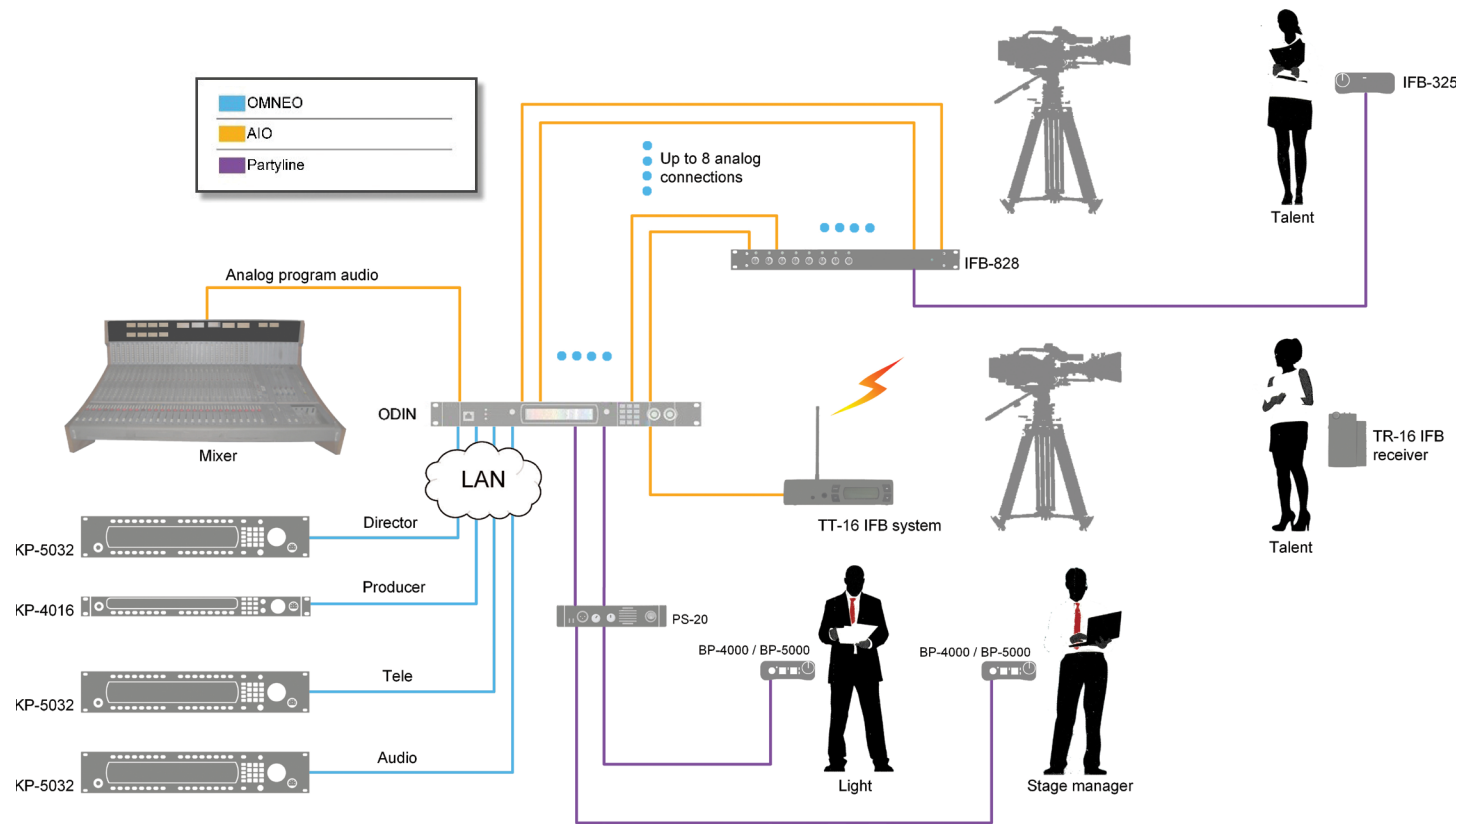 OMNEO
AIO
Partyline
Up to 8 analog
connections
IFB-325
Talent
IFB-828
Analog program audio
Mixer
ODIN
LAN
TT-16 IFB system
TR-16 IFB
receiver
Talent
KP-5032
Director
KP-4016
Producer
KP-5032
Tele
KP-5032
Audio
PS-20
BP-4000 / BP-5000
BP-4000 / BP-5000
Light
Stage manager